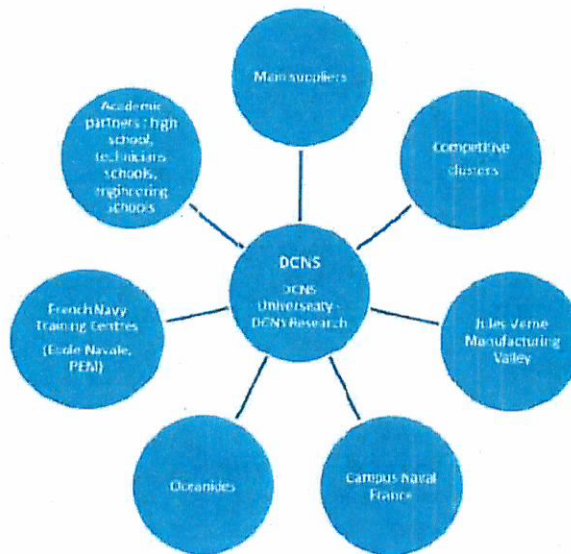 Main suppliers
Academic
partners : high
school,
technicians
schools,
engineering
schools
Competitive
clusters
DCNS
DCNS
Universeaty -
DCNS Research
French Navy
Training Centres
(Ecole Navale,
PEM)
Jules Verne
Manufacturing
Valley
Oceanides
Campus Naval
France